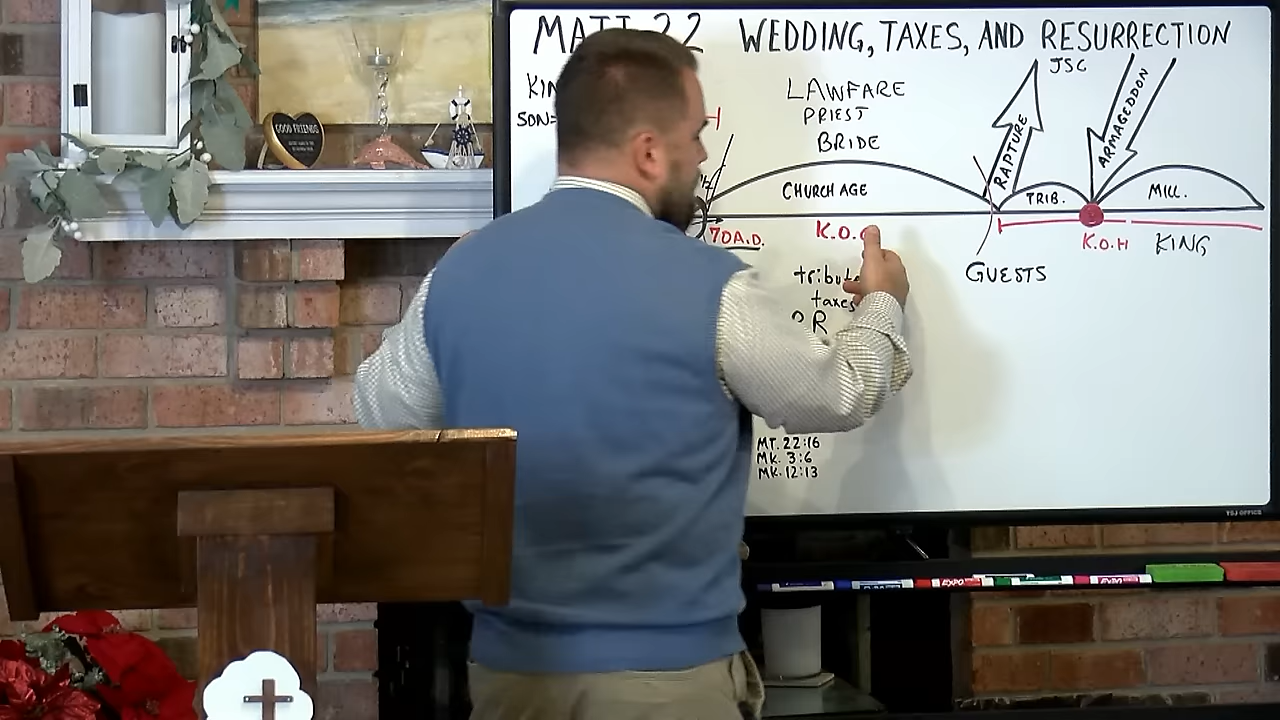 MATT 22 WEDDING, TAXES, AND RESURRECTION
SON=
LAWFARE
PRIEST
BRIDE
JSC
RAPTURE
ARMAGEDDON
CHURCH AGE
TRIB.
MILL.
70 A.D.
K.O.
K.O.H
KING
GUESTS
taxes
OR
MT. 22:16
MK. 3:6
MK. 12:13
GOOD FRIENDS
EXPO